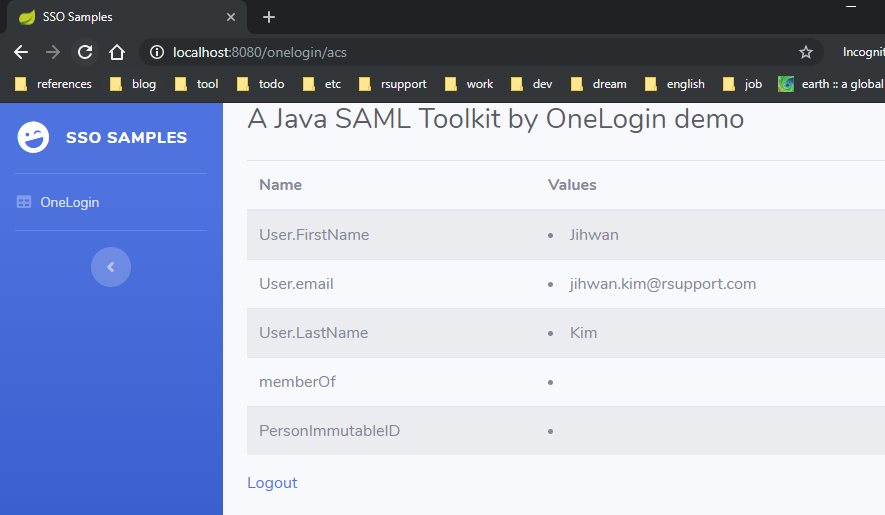 SSO Samples
localhost:8080/onelogin/acs
references blog tool todo etc rsupport work dev dream english job earth :: a global
SSO SAMPLES
OneLogin
A Java SAML Toolkit by OneLogin demo
Name Values
User.FirstName • Jihwan
User.email • jihwan.kim@rsupport.com
User.LastName • Kim
memberOf •
PersonImmutableID •
Logout